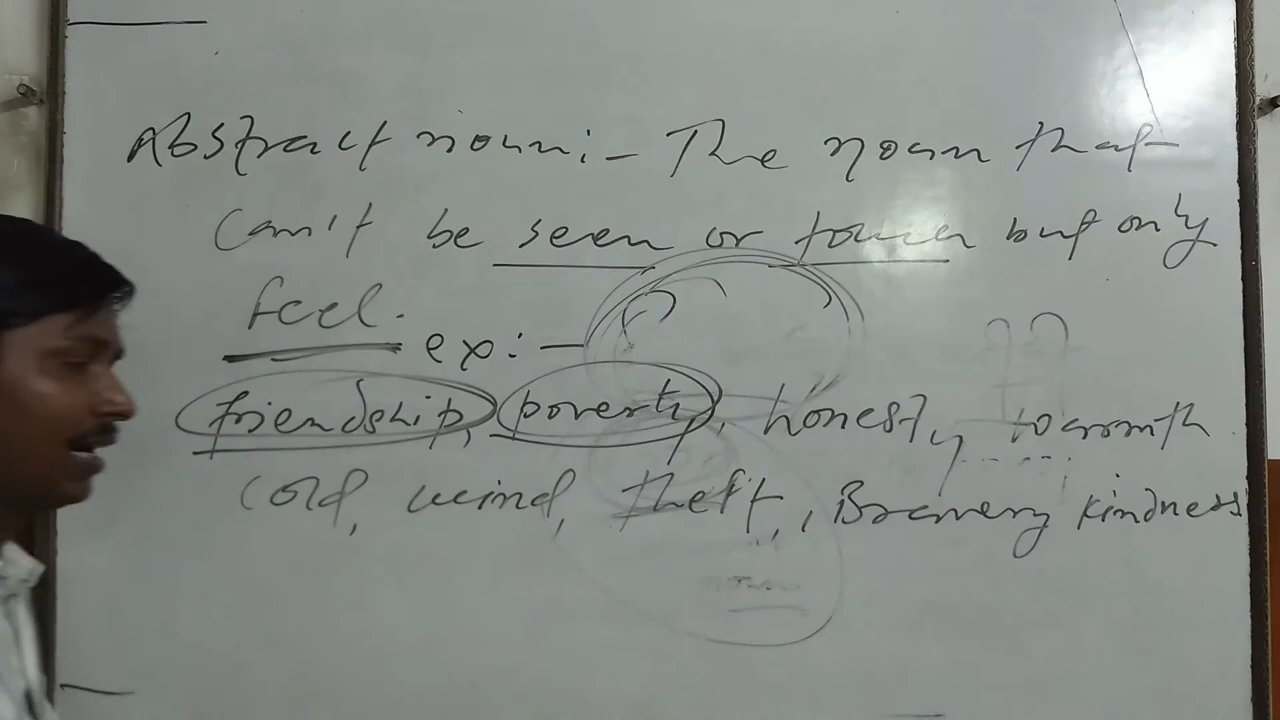 Abstract noun:- The noun that
can't be seen or touch but only
feel.
ex:-
friendship, poverty, honesty, warmth
cold, wind, theft, Bravery kindness